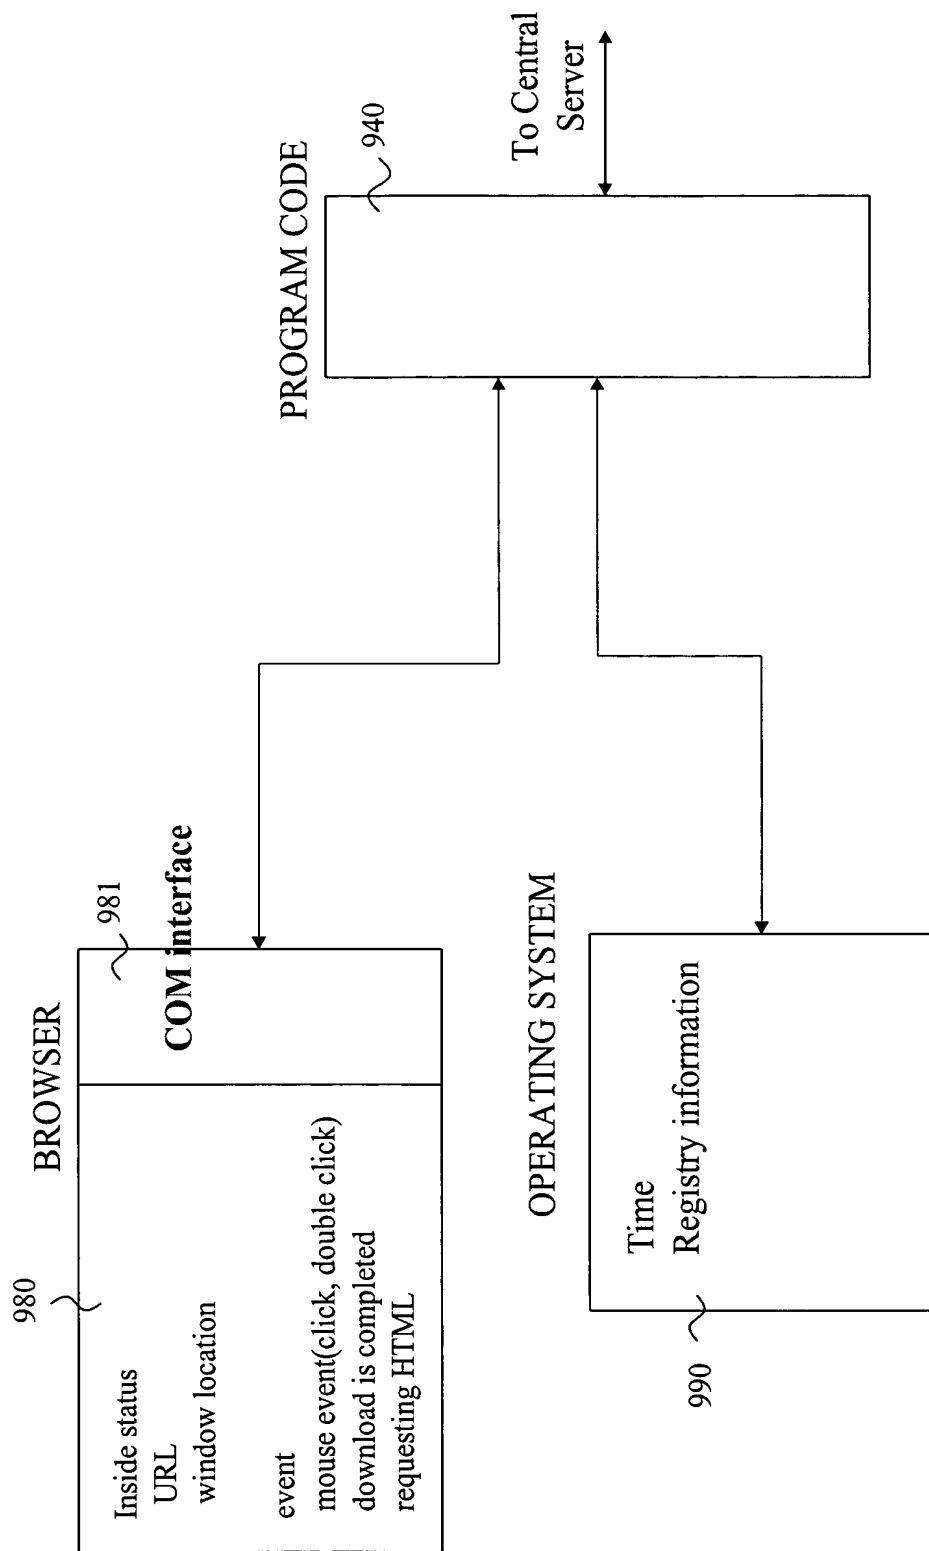 BROWSER
980
Inside status
URL
window location
event
mouse event(click, double click)
download is completed
requesting HTML
981
COM interface
OPERATING SYSTEM
Time
Registry information
990
PROGRAM CODE
940
To Central
Server